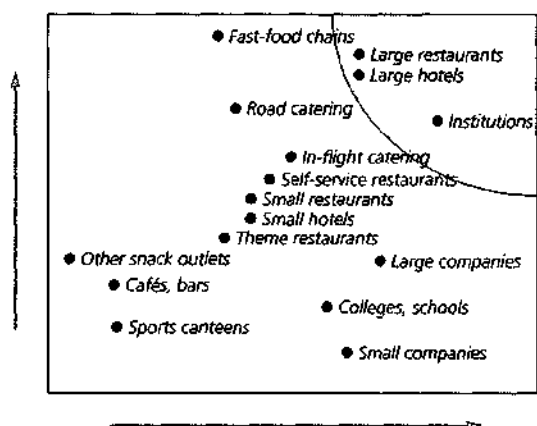 Fast-food chains
Large restaurants
Large hotels
Road catering
Institutions
In-flight catering
Self-service restaurants
Small restaurants
Small hotels
Theme restaurants
Other snack outlets
Large companies
Cafés, bars
Colleges, schools
Sports canteens
Small companies